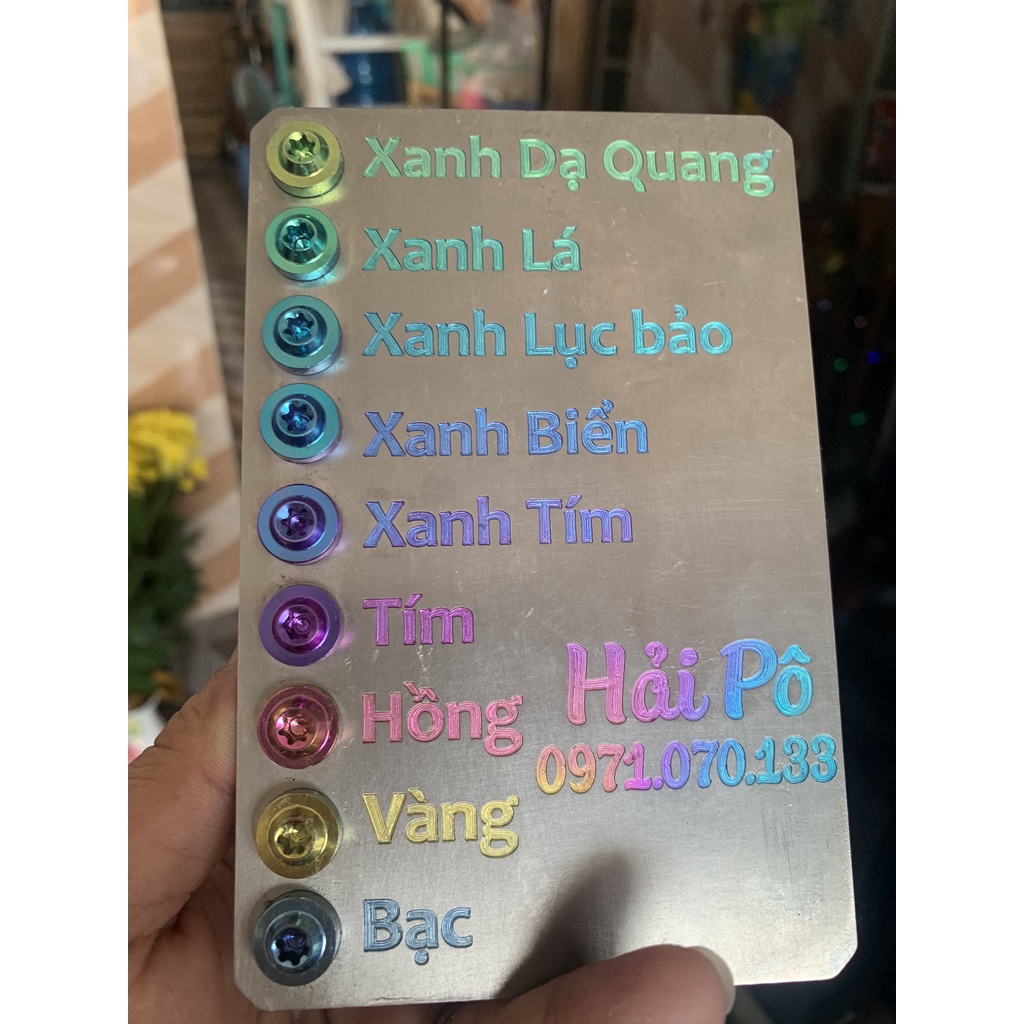 Xanh Dạ Quang
Xanh Lá
Xanh Lục bảo
Xanh Biển
Xanh Tím
Tím
Hồng
Hải Pô
0971.070.133
Vàng
Bạc